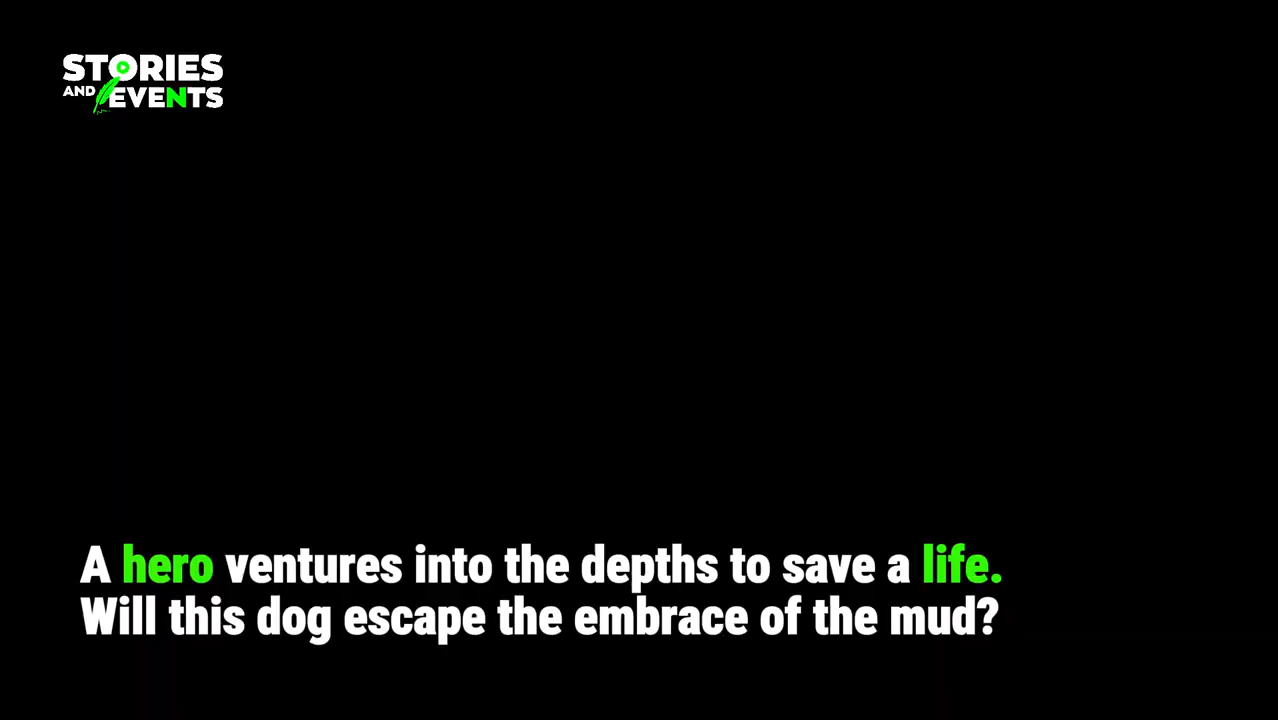 STORIES
AND EVENTS
A hero ventures into the depths to save a life.
Will this dog escape the embrace of the mud?